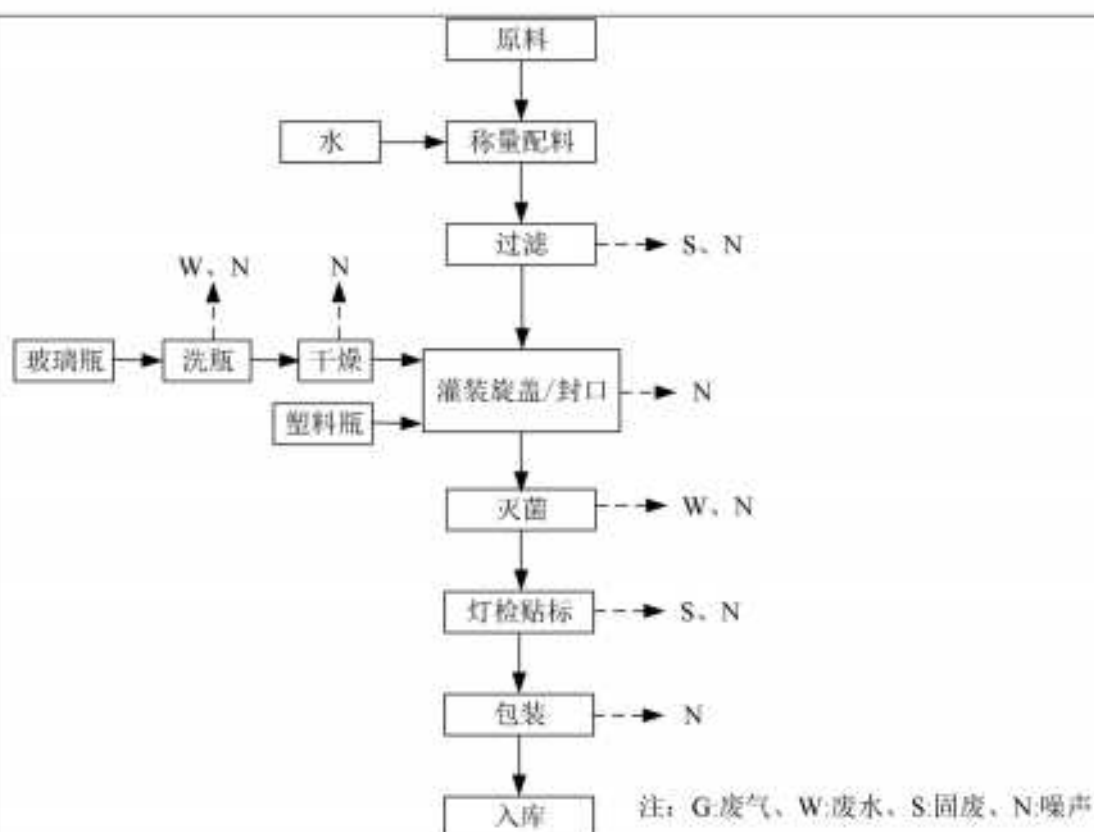 原料
水
称量配料
过滤
S、N
W、N
N
玻璃瓶
洗瓶
干燥
灌装旋盖/封口
N
塑料瓶
灭菌
W、N
灯检贴标
S、N
包装
N
入库
注：G:废气、W:废水、S:固废、N:噪声